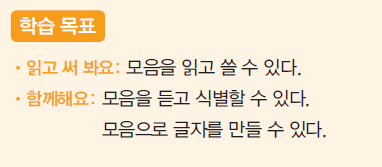 학습 목표
· 읽고 써 봐요: 모음을 읽고 쓸 수 있다.
· 함께해요: 모음을 듣고 식별할 수 있다.
모음으로 글자를 만들 수 있다.